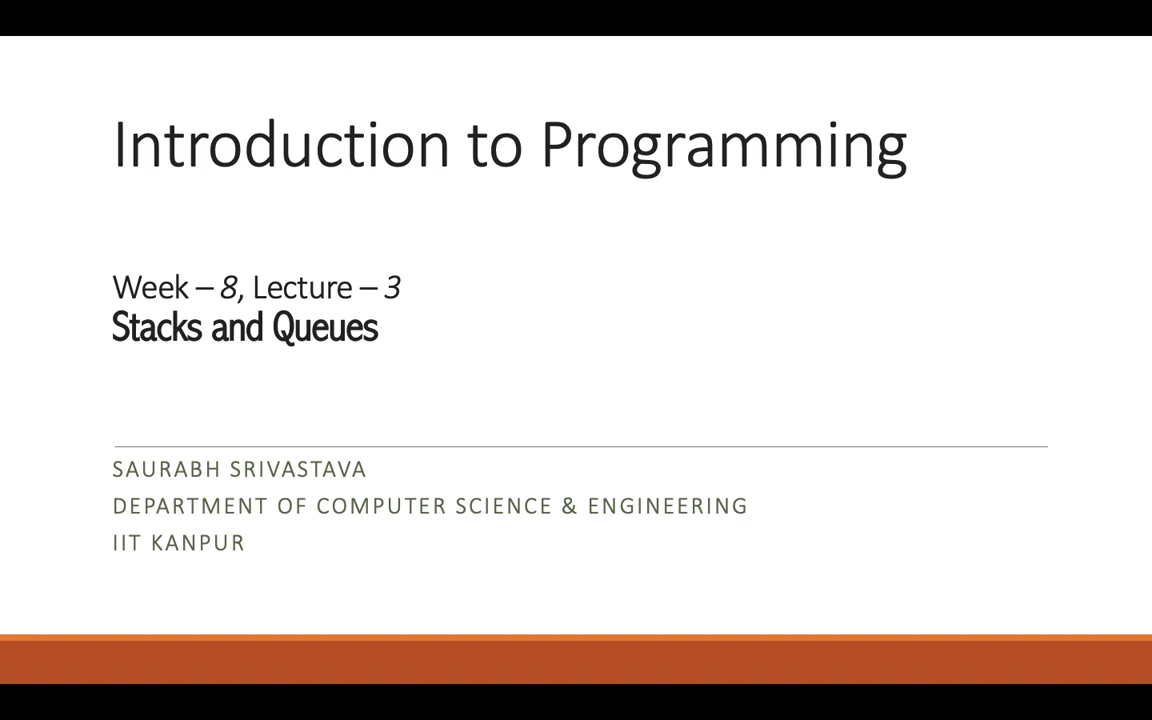 Introduction to Programming
Week – 8, Lecture – 3
Stacks and Queues
SAURABH SRIVASTAVA
DEPARTMENT OF COMPUTER SCIENCE & ENGINEERING
IIT KANPUR